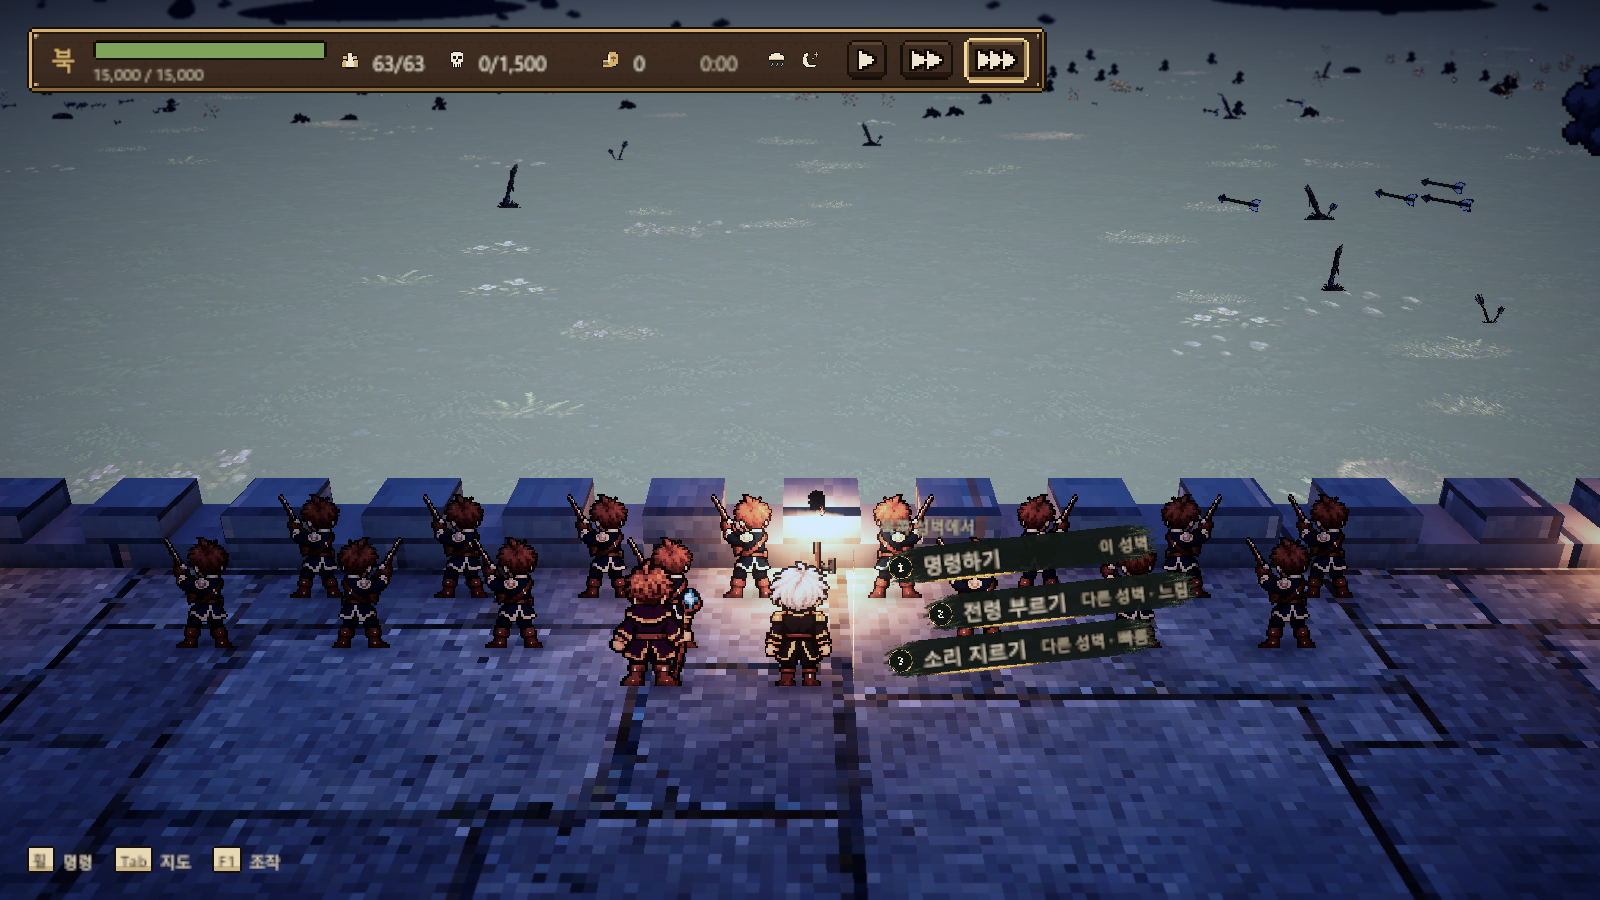 북
15,000 / 15,000
63/63
0/1,500
0
0:00
성벽에서
1 명령하기 이 성벽
2 전령 부르기 다른 성벽 · 느림
3 소리 지르기 다른 성벽 · 빠름
휠 명령
Tab 지도
F1 조작